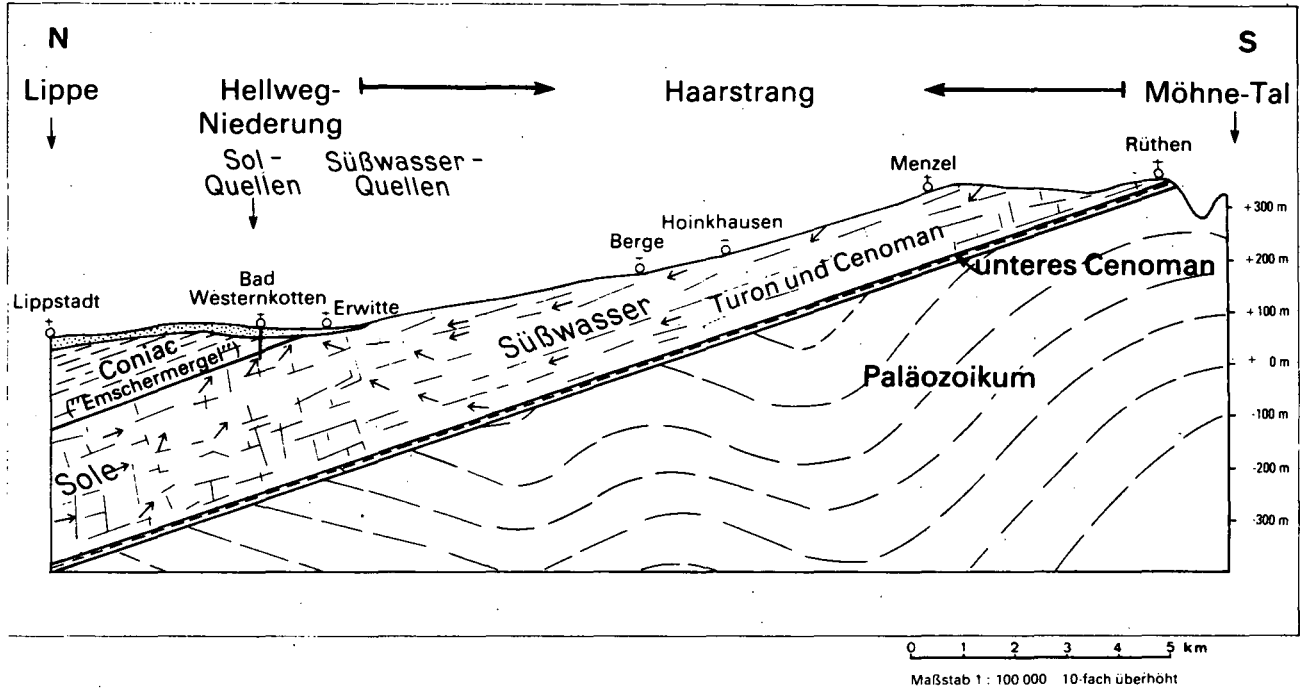 N
S
Lippe
Hellweg-
Niederung
Haarstrang
Möhne-Tal
Sol-
Quellen
Süßwasser-
Quellen
Rüthen
Menzel
Hoinkhausen
Berge
Bad
Westernkotten
Erwitte
Lippstadt
+300 m
+200 m
+100 m
+ 0 m
-100 m
-200 m
-300 m
unteres Cenoman
Turon und Cenoman
Süßwasser
Coniac
("Emschermergel")
Paläozoikum
Sole
0 1 2 3 4 5 km
Maßstab 1 : 100 000 10-fach überhöht